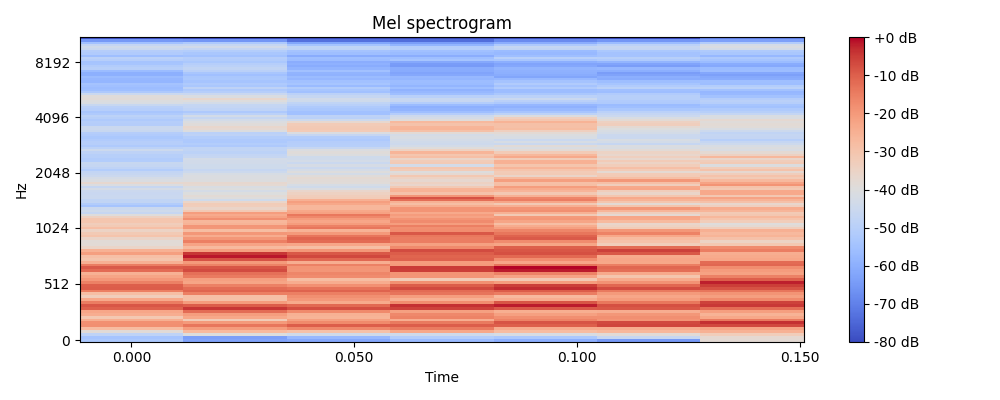 Mel spectrogram
Hz
8192
4096
2048
1024
512
0
0.000
0.050
0.100
0.150
Time
+0 dB
-10 dB
-20 dB
-30 dB
-40 dB
-50 dB
-60 dB
-70 dB
-80 dB